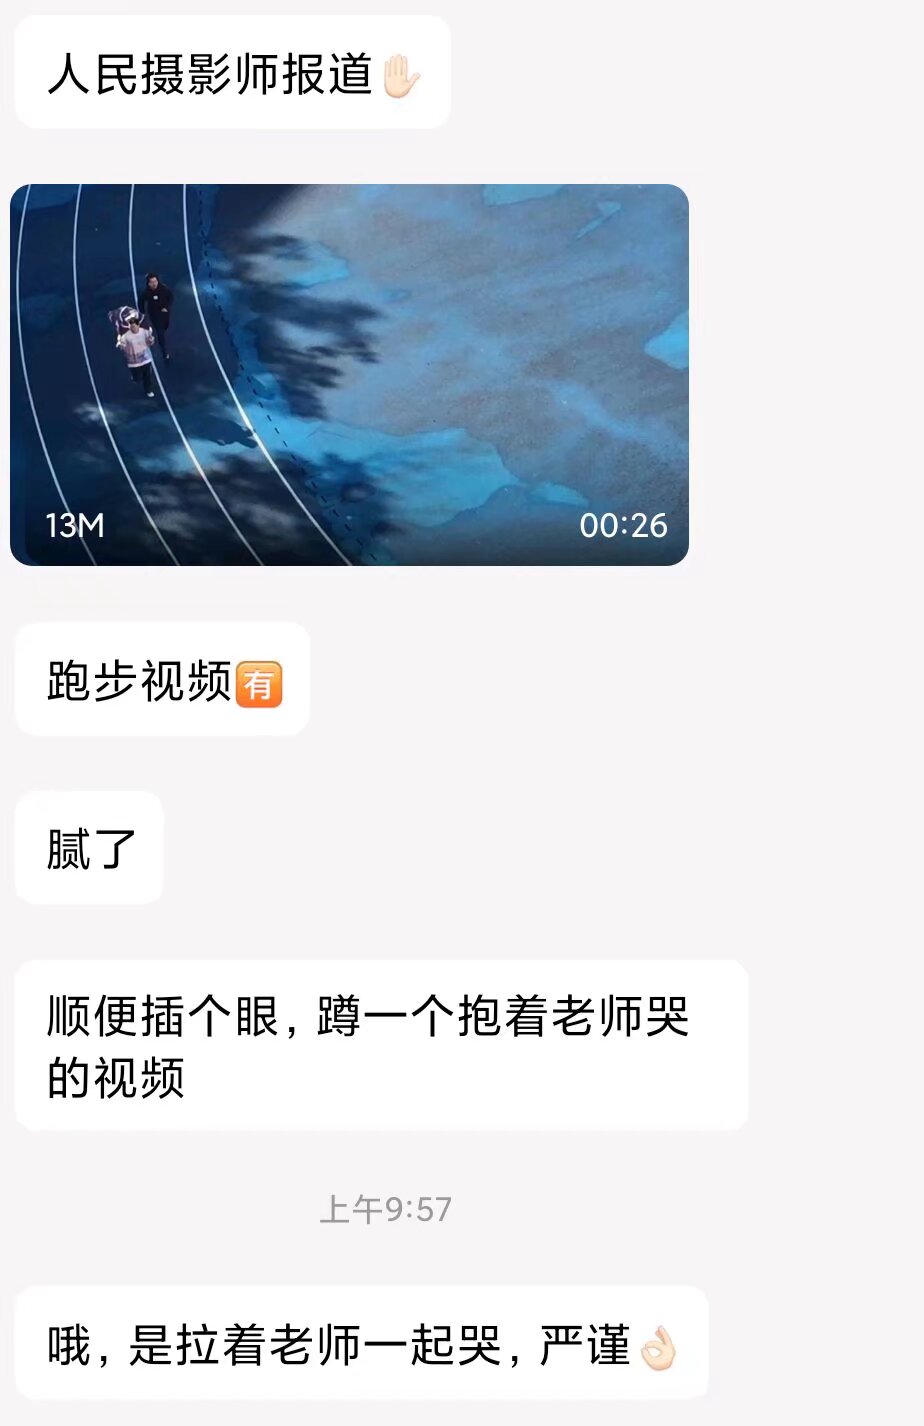 人民摄影师报道✋🏻
13M
00:26
跑步视频🈶
腻了
顺便插个眼，蹲一个抱着老师哭
的视频
上午9:57
哦，是拉着老师一起哭，严谨👌🏻